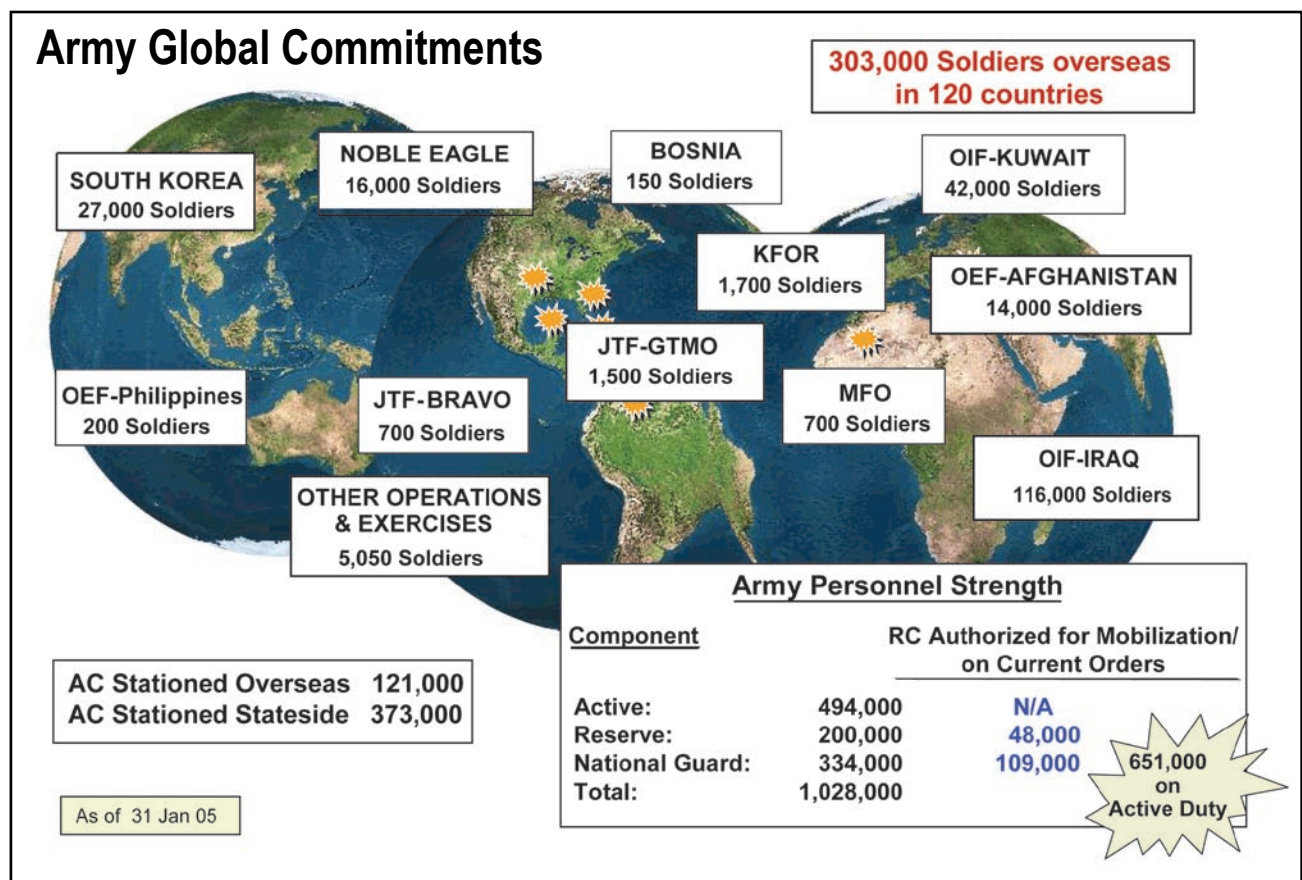 Army Global Commitments
303,000 Soldiers overseas
in 120 countries
SOUTH KOREA
27,000 Soldiers
NOBLE EAGLE
16,000 Soldiers
BOSNIA
150 Soldiers
OIF-KUWAIT
42,000 Soldiers
KFOR
1,700 Soldiers
OEF-AFGHANISTAN
14,000 Soldiers
JTF-GTMO
1,500 Soldiers
OEF-Philippines
200 Soldiers
JTF-BRAVO
700 Soldiers
MFO
700 Soldiers
OIF-IRAQ
116,000 Soldiers
OTHER OPERATIONS
& EXERCISES
5,050 Soldiers
Army Personnel Strength
Component RC Authorized for Mobilization/
on Current Orders
Active: 494,000 N/A
Reserve: 200,000 48,000
National Guard: 334,000 109,000
Total: 1,028,000
651,000
on
Active Duty
AC Stationed Overseas 121,000
AC Stationed Stateside 373,000
As of 31 Jan 05